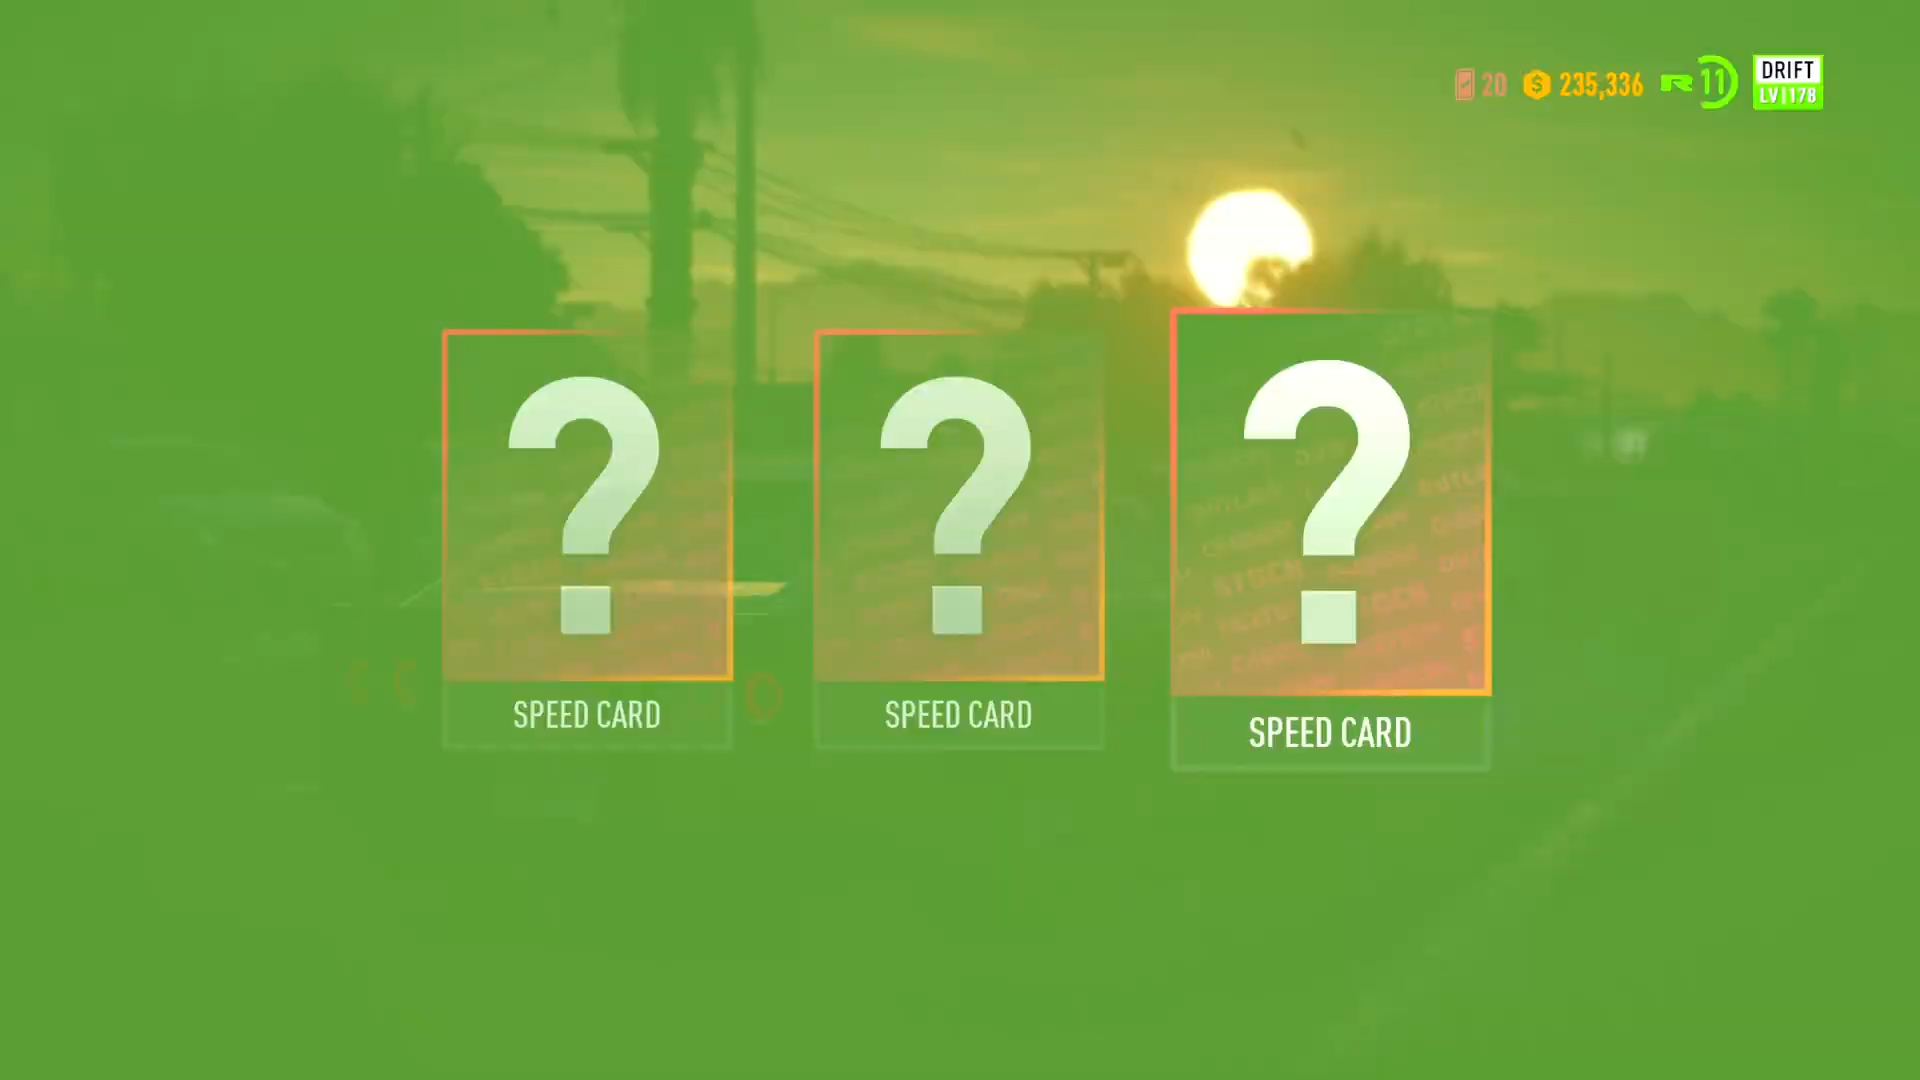 20 235,336 R 11 DRIFT
LV|178
?
?
?
SPEED CARD
SPEED CARD
SPEED CARD